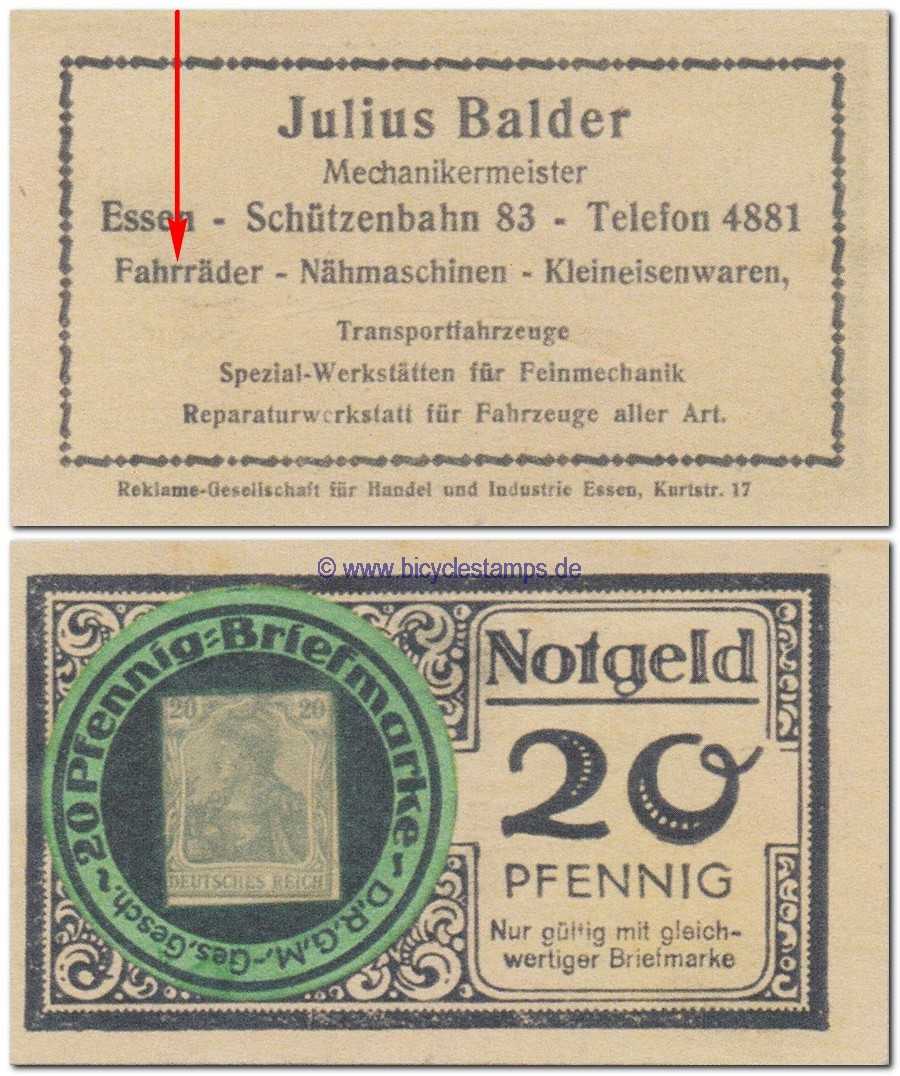 Julius Balder
Mechanikermeister
Essen - Schützenbahn 83 - Telefon 4881
Fahrräder - Nähmaschinen - Kleineisenwaren,
Transportfahrzeuge
Spezial-Werkstätten für Feinmechanik
Reparaturwerkstatt für Fahrzeuge aller Art.
Reklame-Gesellschaft für Handel und Industrie Essen, Kurtstr. 17
© www.bicyclestamps.de
20 Pfennig=Briefmarke
D.R.G.M.-Ges.Gesch.
20 20
DEUTSCHES REICH
Notgeld
20
PFENNIG
Nur gültig mit gleich-
wertiger Briefmarke